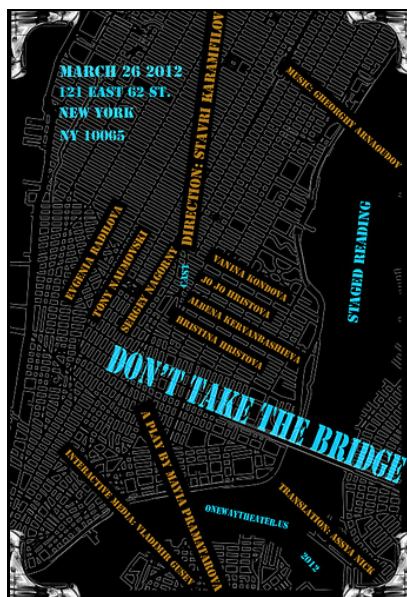 MARCH 26 2012
121 EAST 62 ST.
NEW YORK
NY 10065
DIRECTION: STAVRI KARAMFILOV
MUSIC: GHEORGHY ARNAOUDOV
STAGED READING
CAST:
EVGENIA RADILOVA
TONY NAUMOVSKI
SERGEY NAGORNY
VANINA KONDOVA
JO JO HRISTOVA
ALBENA KERVANBASHIEVA
HRISTINA HRISTOVA
DON'T TAKE THE BRIDGE
A PLAY BY MAYIA PRAMATAROVA
INTERACTIVE MEDIA: VLADIMIR GUSEV
ONEWAYTHEATER.US
TRANSLATION: ASSYA NICK
2012